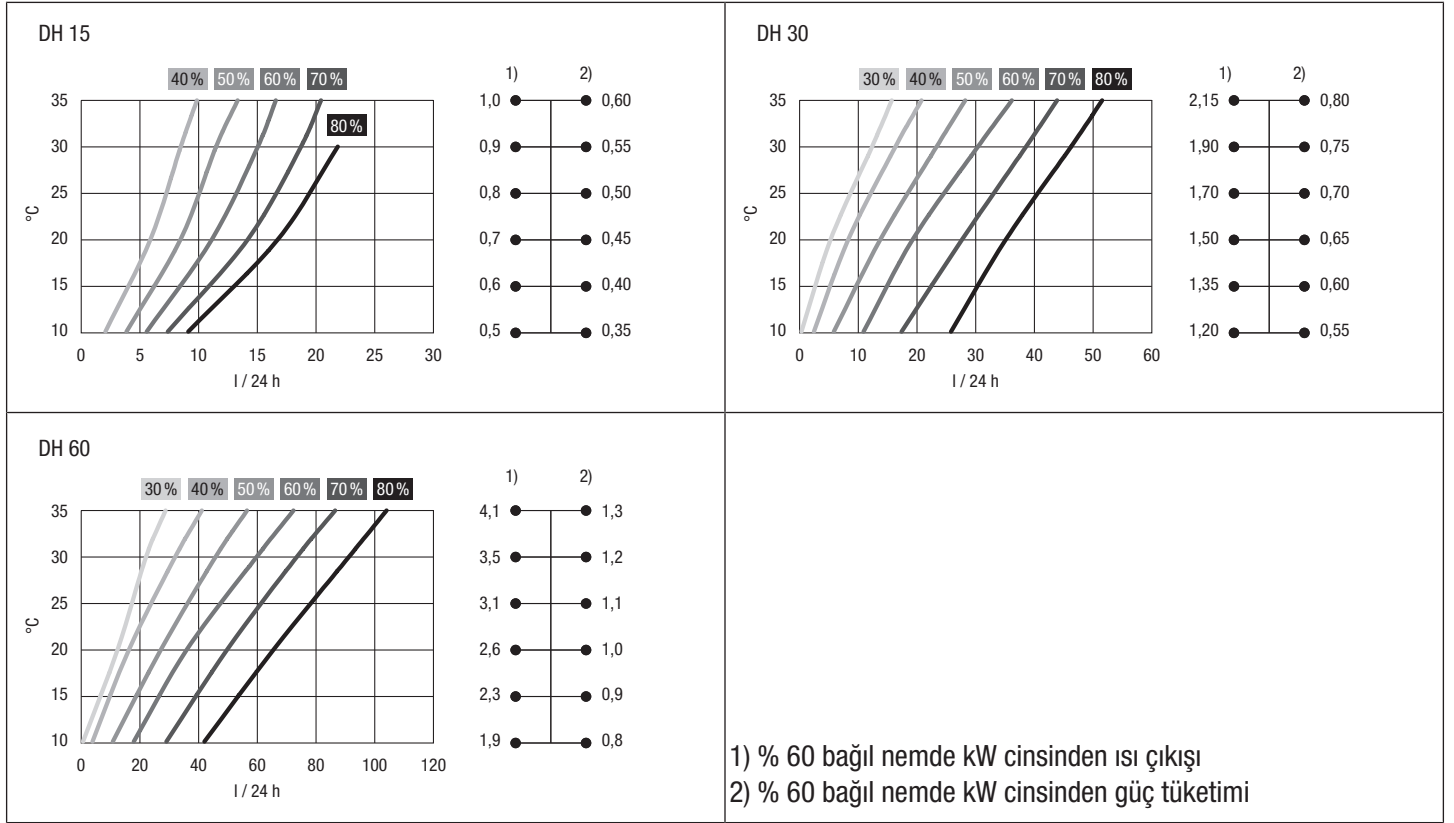 DH 15
40 % 50 % 60 % 70 % 1) 2)
35 1,0 0,60
80 %
30 0,9 0,55
25 0,8 0,50
°C
20 0,7 0,45
15 0,6 0,40
10 0,5 0,35
0 5 10 15 20 25 30
l / 24 h
DH 30
30 % 40 % 50 % 60 % 70 % 80 % 1) 2)
35 2,15 0,80
30 1,90 0,75
25 1,70 0,70
°C
20 1,50 0,65
15 1,35 0,60
10 1,20 0,55
0 10 20 30 40 50 60
l / 24 h
DH 60
30 % 40 % 50 % 60 % 70 % 80 % 1) 2)
35 4,1 1,3
30 3,5 1,2
25 3,1 1,1
°C
20 2,6 1,0
15 2,3 0,9
10 1,9 0,8
0 20 40 60 80 100 120
l / 24 h
1) % 60 bağıl nemde kW cinsinden ısı çıkışı
2) % 60 bağıl nemde kW cinsinden güç tüketimi